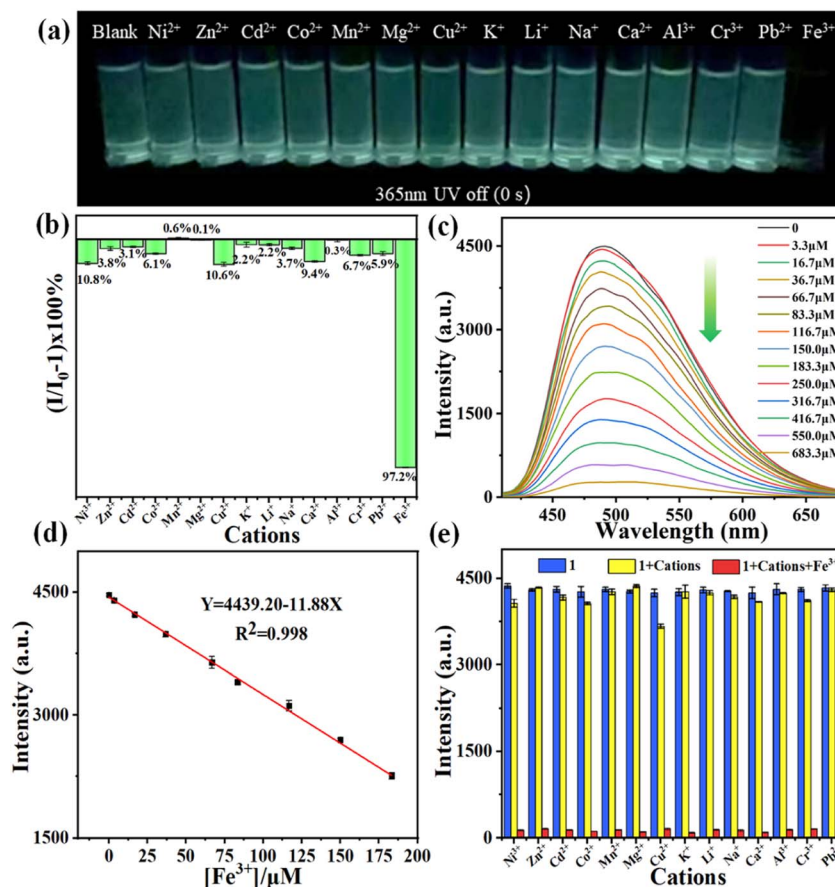 (a)
Blank Ni²⁺ Zn²⁺ Cd²⁺ Co²⁺ Mn²⁺ Mg²⁺ Cu²⁺ K⁺ Li⁺ Na⁺ Ca²⁺ Al³⁺ Cr³⁺ Pb²⁺ Fe³⁺
365nm UV off (0 s)
(b)
(I/I₀-1)x100%
10.8% 3.8% 3.1% 6.1% 0.6% 0.1% 10.6% 2.2% 2.2% 3.7% 9.4% 0.3% 6.7% 5.9% 97.2%
Zn²⁺ Cd²⁺ Co²⁺ Mn²⁺ Mg²⁺ Cu²⁺ K⁺ Li⁺ Na⁺ Ca²⁺ Al³⁺ Cr³⁺ Pb²⁺ Fe³⁺
Cations
(c)
Intensity (a.u.)
4500
3000
1500
0
450 500 550 600 650
Wavelength (nm)
0
3.3μM
16.7μM
36.7μM
66.7μM
83.3μM
116.7μM
150.0μM
183.3μM
250.0μM
316.7μM
416.7μM
550.0μM
683.3μM
(d)
Intensity (a.u.)
4500
3000
1500
Y=4439.20-11.88X
R²=0.998
0 25 50 75 100 125 150 175 200
[Fe³⁺]/μM
(e)
1 1+Cations 1+Cations+Fe³⁺
Intensity (a.u.)
4500
3000
1500
0
Zn²⁺ Cd²⁺ Co²⁺ Mn²⁺ Mg²⁺ Cu²⁺ K⁺ Li⁺ Na⁺ Ca²⁺ Al³⁺ Cr³⁺
Cations